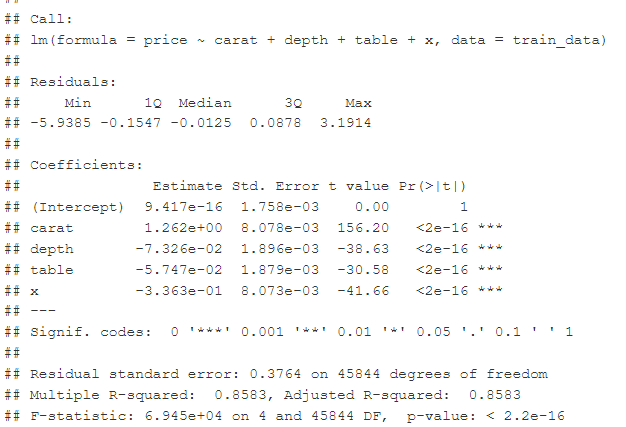 ## Call:
## lm(formula = price ~ carat + depth + table + x, data = train_data)
##
## Residuals:
##     Min      1Q  Median      3Q     Max
## -5.9385 -0.1547 -0.0125  0.0878  3.1914
##
## Coefficients:
##               Estimate Std. Error t value Pr(>|t|)
## (Intercept)  9.417e-16  1.758e-03    0.00        1
## carat        1.262e+00  8.078e-03  156.20   <2e-16 ***
## depth       -7.326e-02  1.896e-03  -38.63   <2e-16 ***
## table       -5.747e-02  1.879e-03  -30.58   <2e-16 ***
## x           -3.363e-01  8.073e-03  -41.66   <2e-16 ***
## ---
## Signif. codes:  0 '***' 0.001 '**' 0.01 '*' 0.05 '.' 0.1 ' ' 1
##
## Residual standard error: 0.3764 on 45844 degrees of freedom
## Multiple R-squared:  0.8583, Adjusted R-squared:  0.8583
## F-statistic: 6.945e+04 on 4 and 45844 DF,  p-value: < 2.2e-16